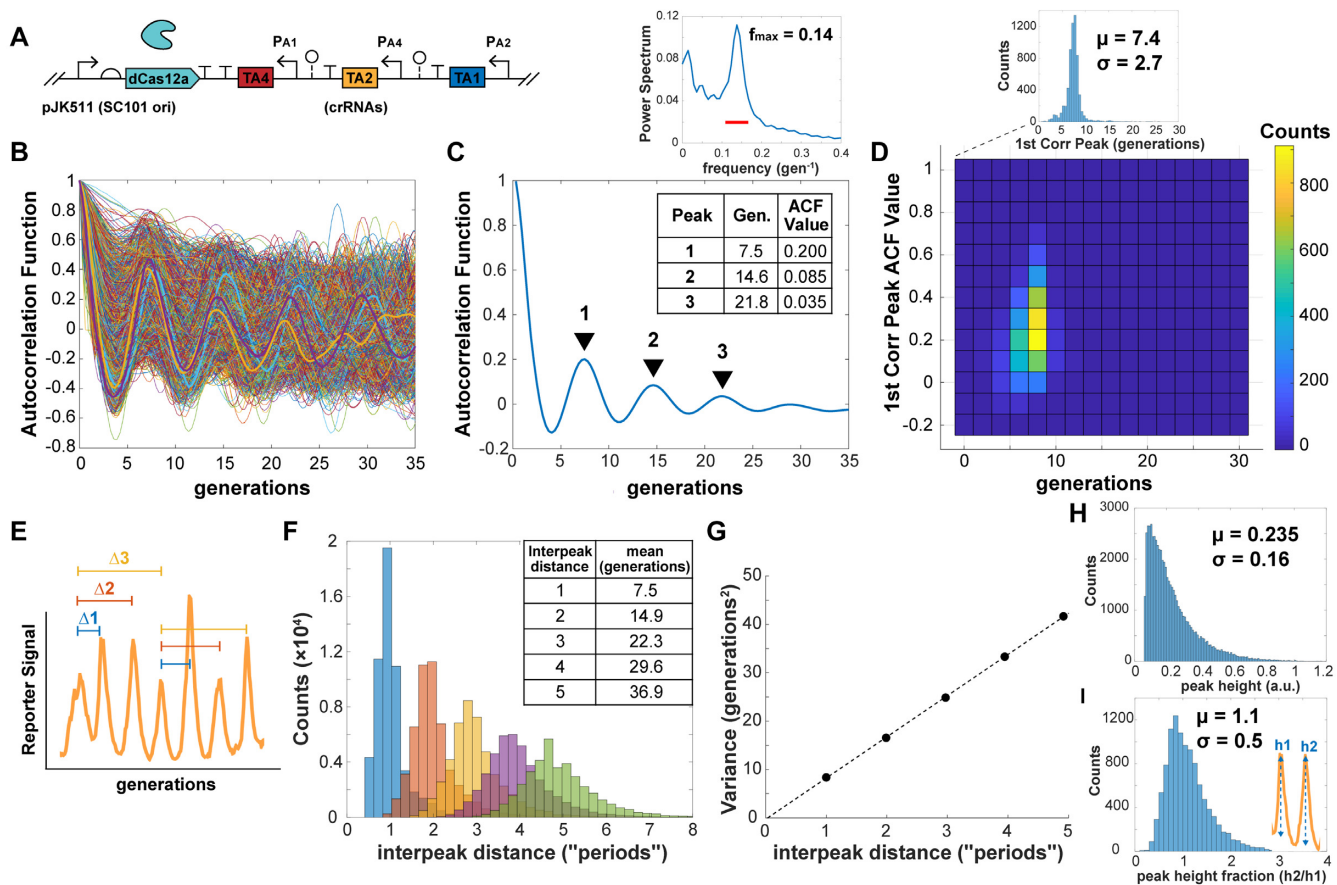 A
dCas12a
TA4
PA1
TA2
PA4
TA1
PA2
pJK511 (SC101 ori)
(crRNAs)
Power Spectrum
0.12
0.08
0.04
0
fmax = 0.14
0
0.1
0.2
0.3
0.4
frequency (gen⁻¹)
Counts
1200
800
400
0
μ = 7.4
σ = 2.7
0
5
10
15
20
25
30
1st Corr Peak (generations)
B
Autocorrelation Function
1
0.8
0.6
0.4
0.2
0
-0.2
-0.4
-0.6
-0.8
0
5
10
15
20
25
30
35
generations
C
Autocorrelation Function
1
0.8
0.6
0.4
0.2
0
-0.2
Peak Gen. ACF Value
1 7.5 0.200
2 14.6 0.085
3 21.8 0.035
1
2
3
0
5
10
15
20
25
30
35
generations
D
1st Corr Peak ACF Value
1
0.8
0.6
0.4
0.2
0
-0.2
0
10
20
30
generations
Counts
800
600
400
200
0
E
Δ3
Δ2
Δ1
Reporter Signal
generations
F
Counts (×10⁴)
2
1.6
1.2
0.8
0.4
0
Interpeak distance mean (generations)
1 7.5
2 14.9
3 22.3
4 29.6
5 36.9
0
1
2
3
4
5
6
7
8
interpeak distance ("periods")
G
Variance (generations²)
50
40
30
20
10
0
0
1
2
3
4
5
interpeak distance ("periods")
H
Counts
3000
2000
1000
0
μ = 0.235
σ = 0.16
0.2
0.4
0.6
0.8
1
1.2
peak height (a.u.)
I
Counts
1200
800
400
0
μ = 1.1
σ = 0.5
h1
h2
0
1
2
3
4
peak height fraction (h2/h1)